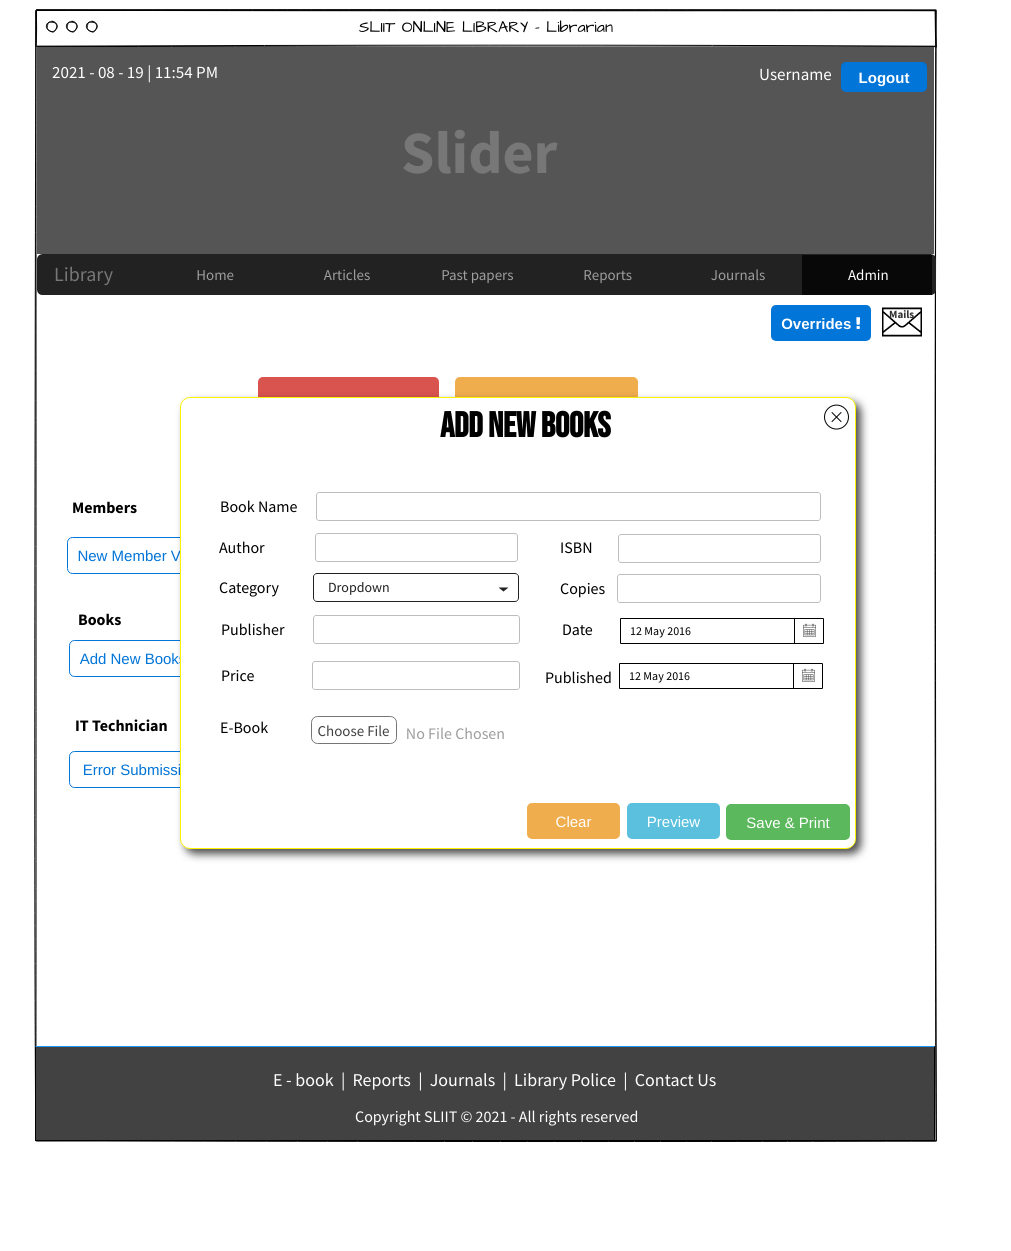 SLIIT ONLINE LIBRARY - Librarian
2021 - 08 - 19 | 11:54 PM
Username
Logout
Slider
Library Home Articles Past papers Reports Journals Admin
Overrides !
Mails
ADD NEW BOOKS
Book Name
Members
Author ISBN
New Member V
Category Dropdown Copies
Books
Publisher Date 12 May 2016
Add New Books
Price Published 12 May 2016
IT Technician
E-Book Choose File No File Chosen
Error Submissi
Clear Preview Save & Print
E - book | Reports | Journals | Library Police | Contact Us
Copyright SLIIT © 2021 - All rights reserved